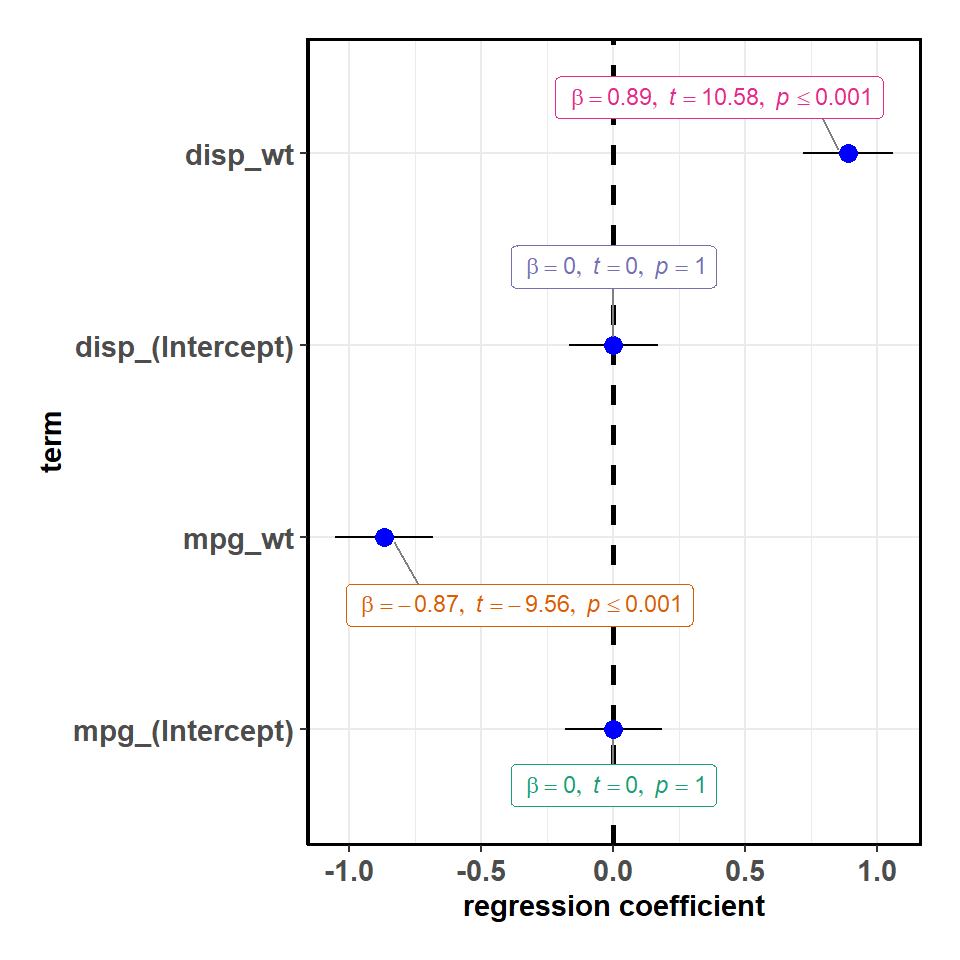 β = 0.89, t = 10.58, p ≤ 0.001
disp_wt
β = 0, t = 0, p = 1
disp_(Intercept)
term
mpg_wt
β = − 0.87, t = − 9.56, p ≤ 0.001
mpg_(Intercept)
β = 0, t = 0, p = 1
-1.0 -0.5 0.0 0.5 1.0
regression coefficient